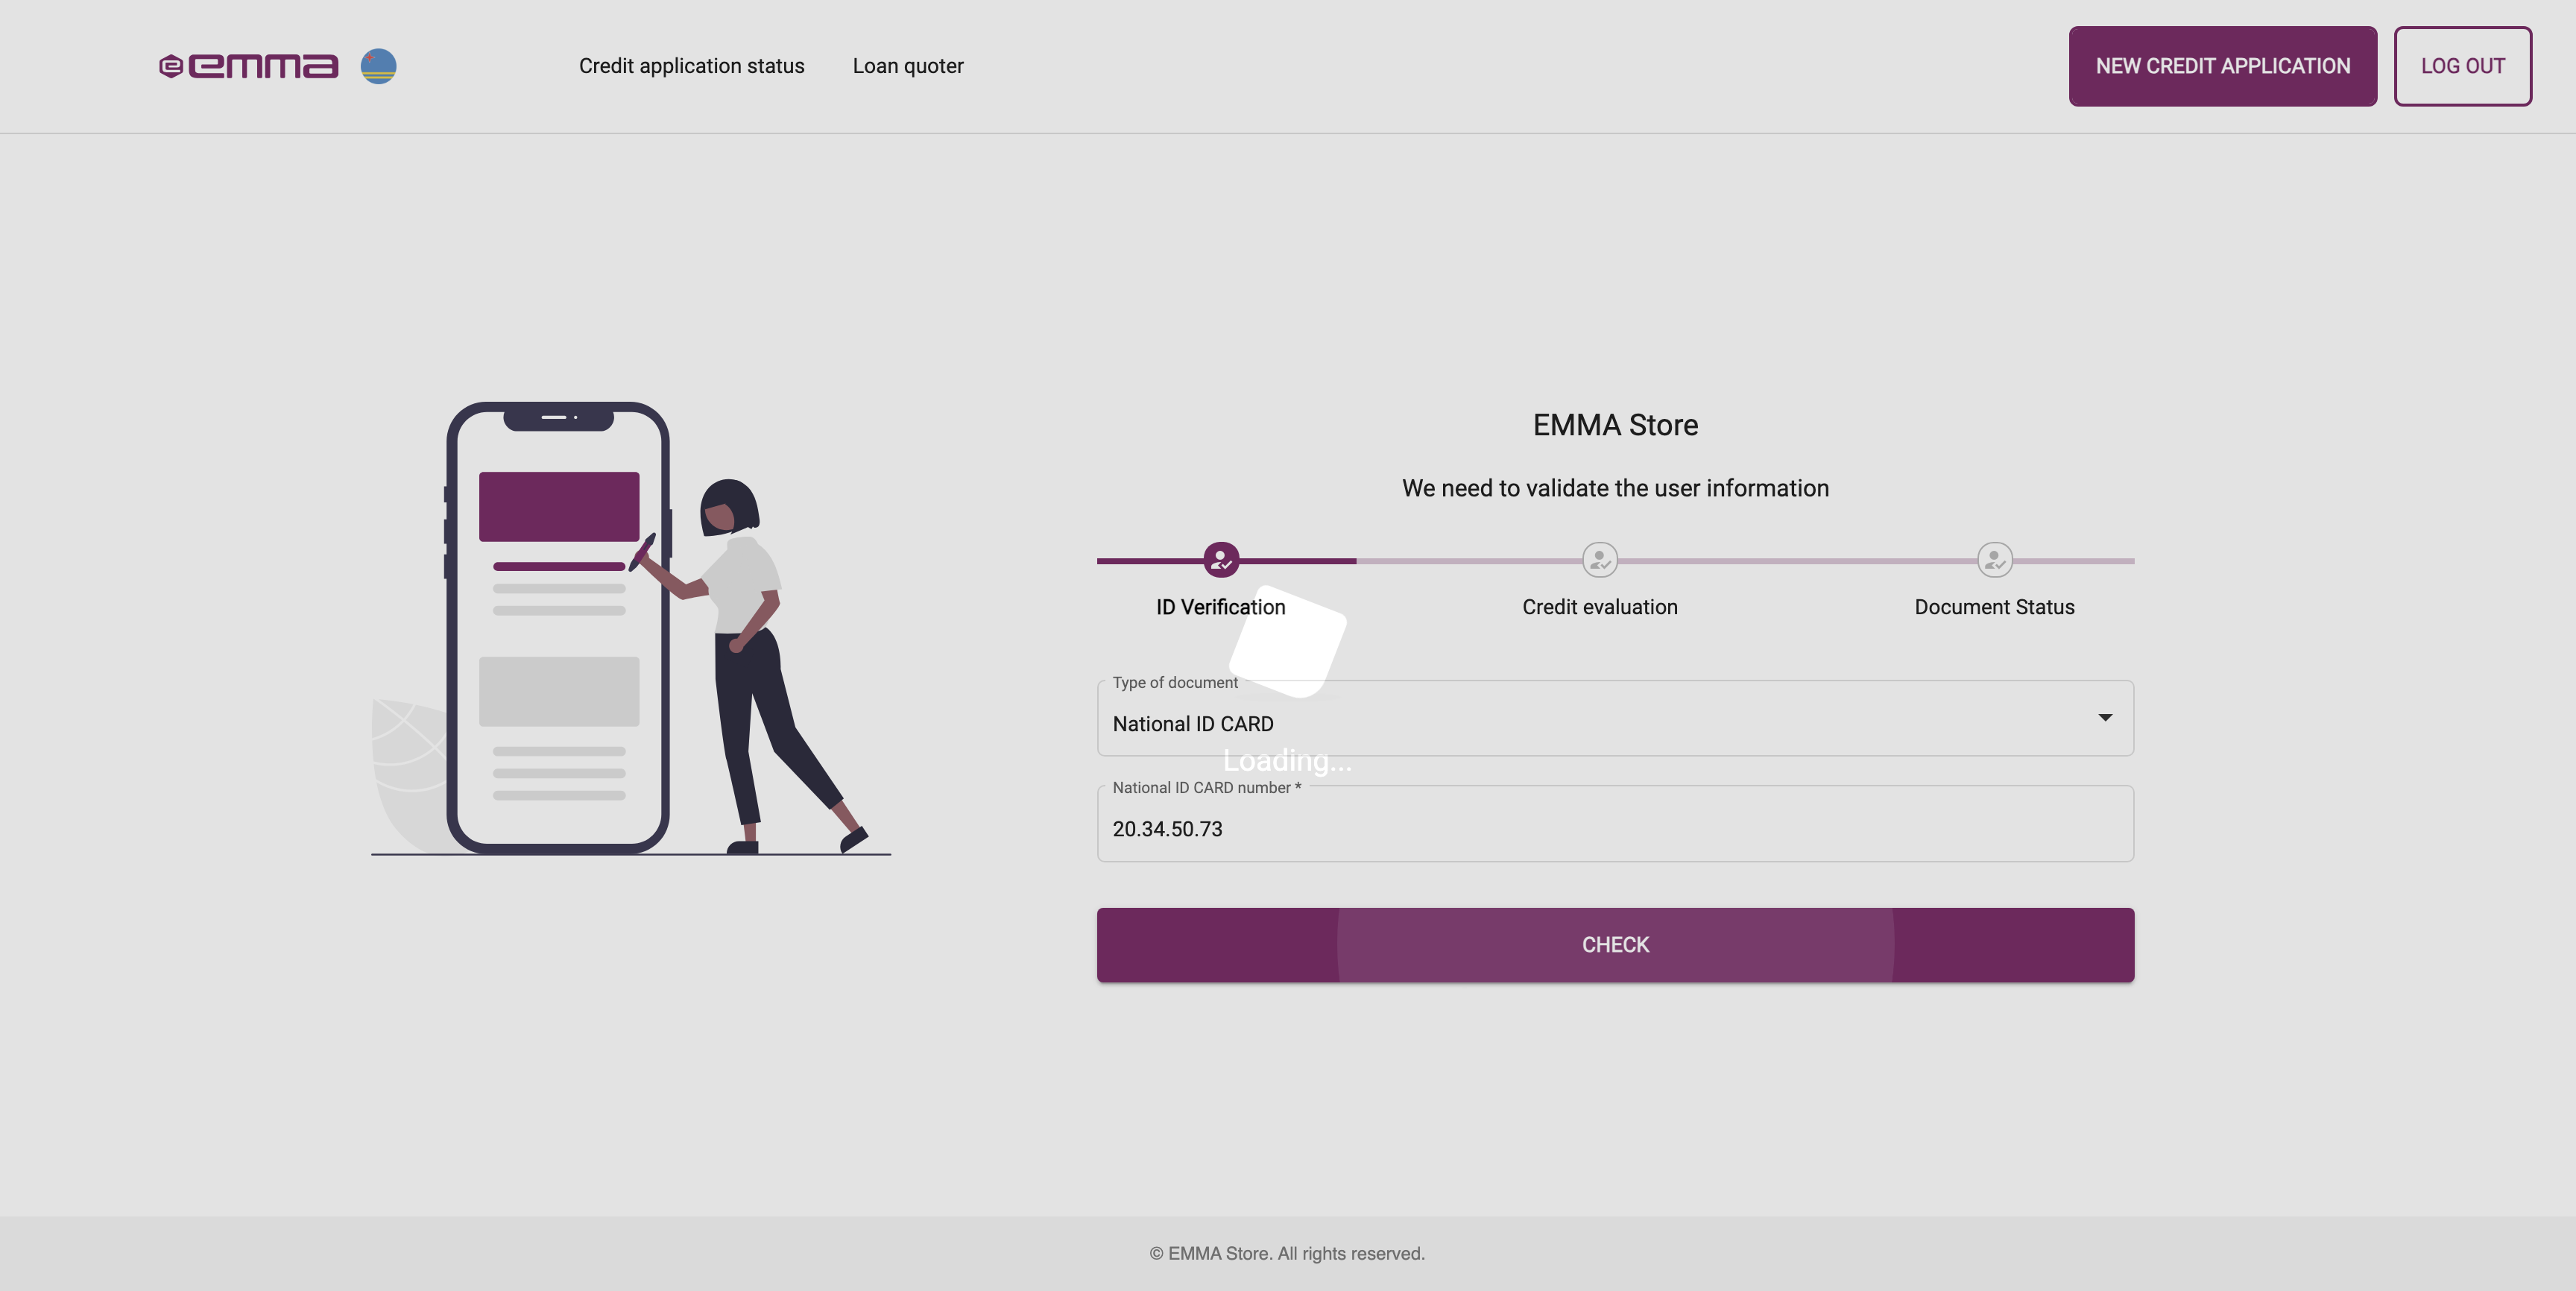 emma
Credit application status
Loan quoter
NEW CREDIT APPLICATION
LOG OUT
EMMA Store
We need to validate the user information
ID Verification
Credit evaluation
Document Status
Type of document
National ID CARD
Loading...
National ID CARD number *
20.34.50.73
CHECK
© EMMA Store. All rights reserved.